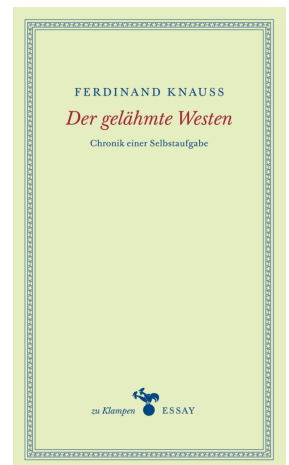 FERDINAND KNAUSS
Der gelähmte Westen
Chronik einer Selbstaufgabe
zu Klampen ESSAY